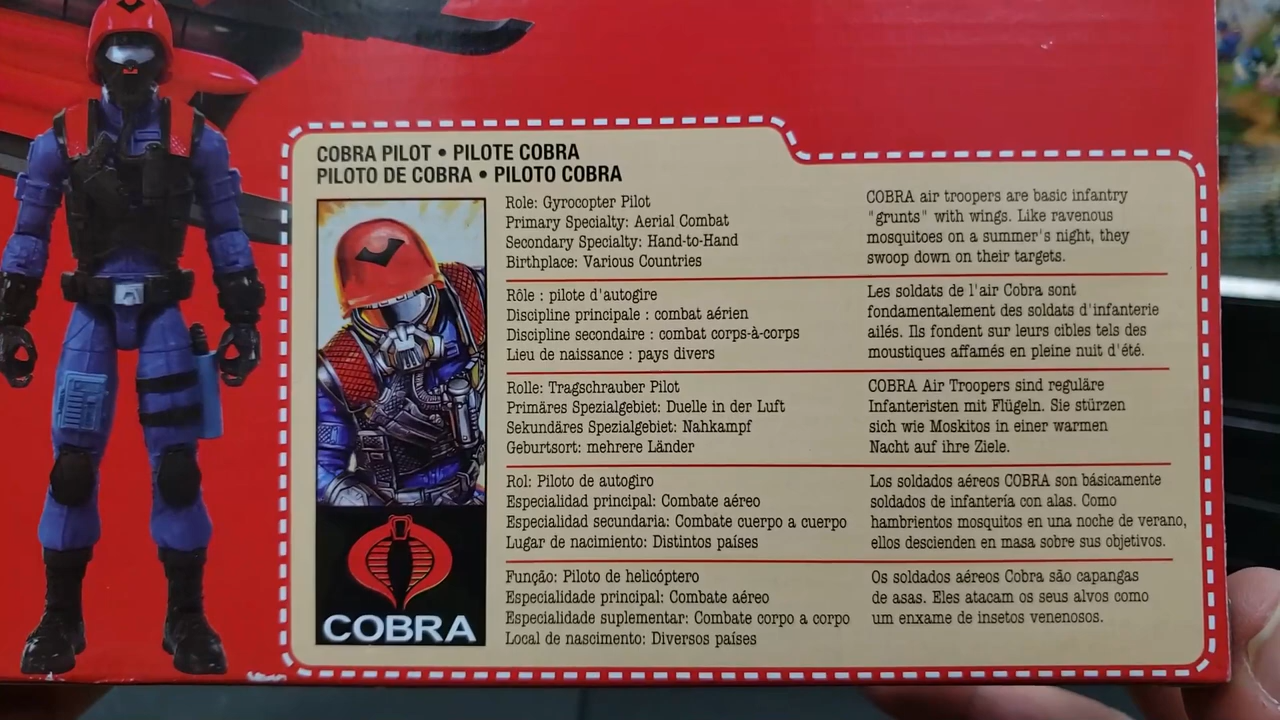 COBRA PILOT • PILOTE COBRA
PILOTO DE COBRA • PILOTO COBRA
Role: Gyrocopter Pilot
Primary Specialty: Aerial Combat
Secondary Specialty: Hand-to-Hand
Birthplace: Various Countries
COBRA air troopers are basic infantry
"grunts" with wings. Like ravenous
mosquitoes on a summer's night, they
swoop down on their targets.
Rôle : pilote d'autogire
Discipline principale : combat aérien
Discipline secondaire : combat corps-à-corps
Lieu de naissance : pays divers
Les soldats de l'air Cobra sont
fondamentalement des soldats d'infanterie
ailés. Ils fondent sur leurs cibles tels des
moustiques affamés en pleine nuit d'été.
Rolle: Tragschrauber Pilot
Primäres Spezialgebiet: Duelle in der Luft
Sekundäres Spezialgebiet: Nahkampf
Geburtsort: mehrere Länder
COBRA Air Troopers sind reguläre
Infanteristen mit Flügeln. Sie stürzen
sich wie Moskitos in einer warmen
Nacht auf ihre Ziele.
Rol: Piloto de autogiro
Especialidad principal: Combate aéreo
Especialidad secundaria: Combate cuerpo a cuerpo
Lugar de nacimiento: Distintos países
Los soldados aéreos COBRA son básicamente
soldados de infantería con alas. Como
hambrientos mosquitos en una noche de verano,
ellos descienden en masa sobre sus objetivos.
Função: Piloto de helicóptero
Especialidade principal: Combate aéreo
Especialidade suplementar: Combate corpo a corpo
Local de nascimento: Diversos países
Os soldados aéreos Cobra são capangas
de asas. Eles atacam os seus alvos como
um enxame de insetos venenosos.
COBRA